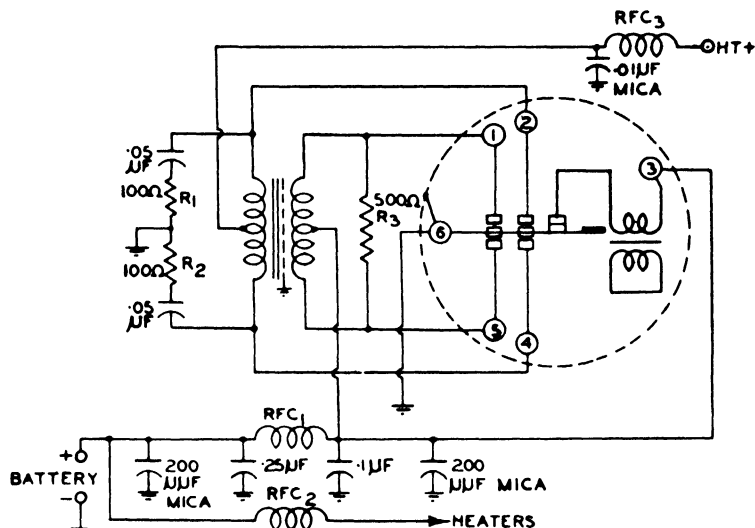 RFC3
HT+
.01µF
MICA
.05
µF
100Ω
R1
100Ω
R2
.05
µF
500Ω
R3
1
2
3
6
5
4
RFC1
+
BATTERY
-
200
µµF
MICA
.25µF
.1µF
200
µµF MICA
RFC2
HEATERS